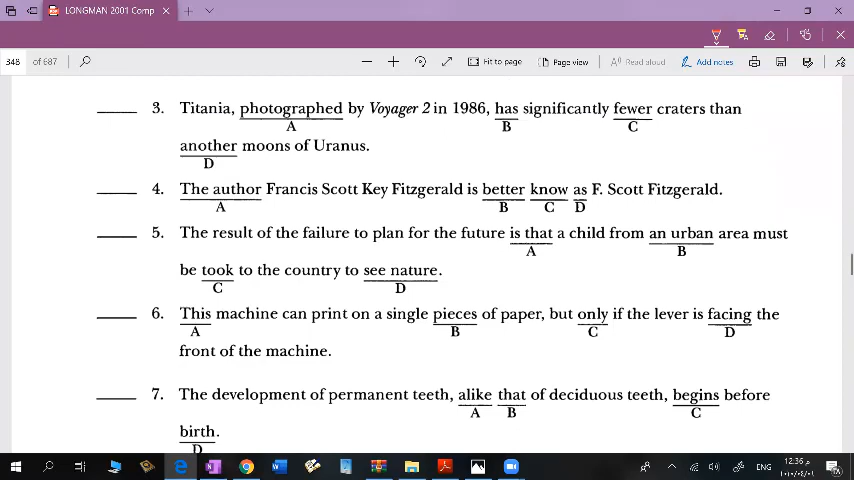 LONGMAN 2001 Comp
348 of 687
Fit to page
Page view
Read aloud
Add notes
3. Titania, photographed by Voyager 2 in 1986, has significantly fewer craters than
A B C
another moons of Uranus.
D
4. The author Francis Scott Key Fitzgerald is better know as F. Scott Fitzgerald.
A B C D
5. The result of the failure to plan for the future is that a child from an urban area must
A B
be took to the country to see nature.
C D
6. This machine can print on a single pieces of paper, but only if the lever is facing the
A B C D
front of the machine.
7. The development of permanent teeth, alike that of deciduous teeth, begins before
A B C
birth.
D
ENG
12:36 م